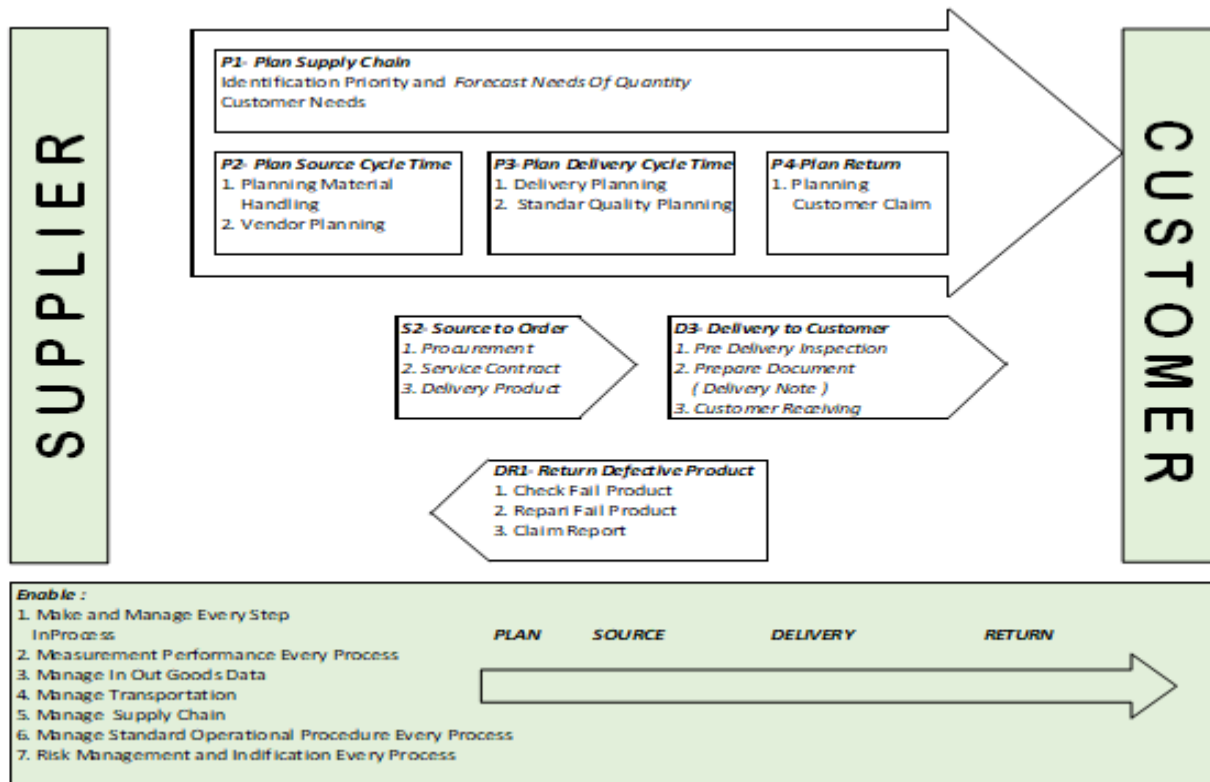 SUPPLIER
P1- Plan Supply Chain
Identification Priority and Forecast Needs Of Quantity
Customer Needs
P2- Plan Source Cycle Time
1. Planning Material
Handling
2. Vendor Planning
P3-Plan Delivery Cycle Time
1. Delivery Planning
2. Standar Quality Planning
P4-Plan Return
1. Planning
Customer Claim
CUSTOMER
S2- Source to Order
1. Procurement
2. Service Contract
3. Delivery Product
D3- Delivery to Customer
1. Pre Delivery Inspection
2. Prepare Document
( Delivery Note )
3. Customer Receiving
DR1- Return Defective Product
1. Check Fail Product
2. Repari Fail Product
3. Claim Report
Enable :
1. Make and Manage Every Step
InProcess
2. Measurement Performance Every Process
3. Manage In Out Goods Data
4. Manage Transportation
5. Manage Supply Chain
6. Manage Standard Operational Procedure Every Process
7. Risk Management and Indification Every Process
PLAN SOURCE DELIVERY RETURN